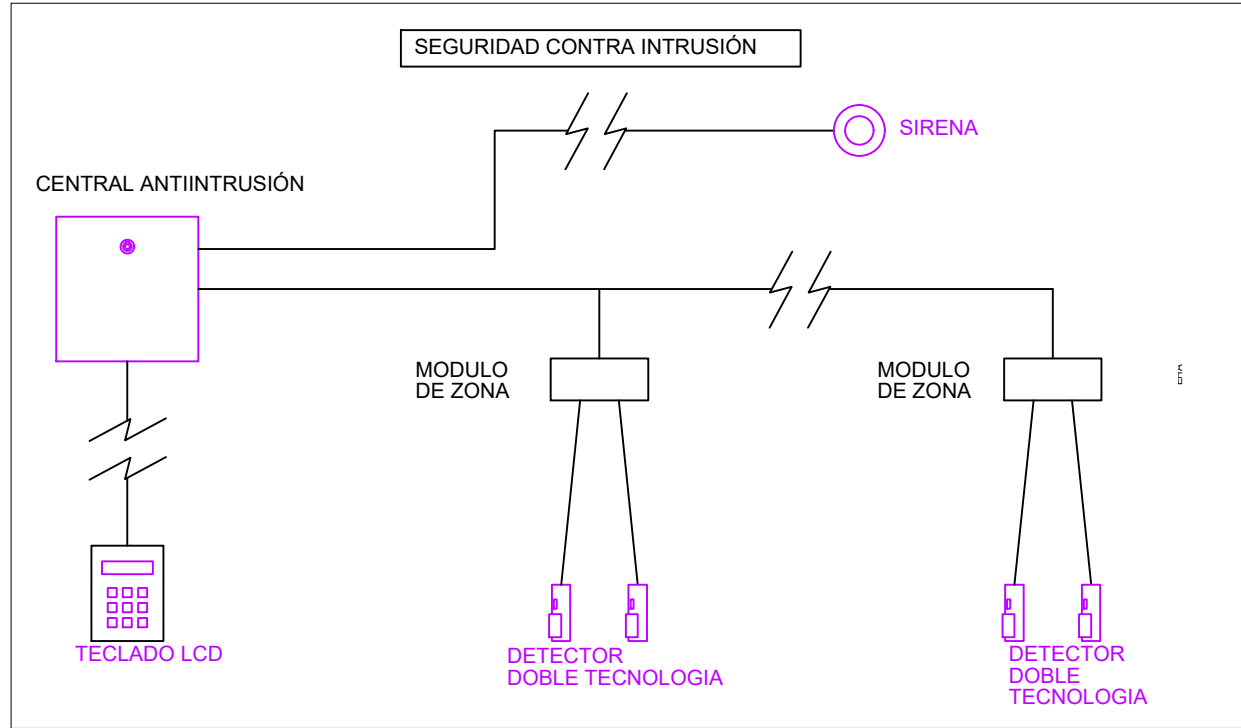 SEGURIDAD CONTRA INTRUSIÓN
SIRENA
CENTRAL ANTIINTRUSIÓN
MODULO
DE ZONA
MODULO
DE ZONA
TECLADO LCD
DETECTOR
DOBLE TECNOLOGIA
DETECTOR
DOBLE
TECNOLOGIA